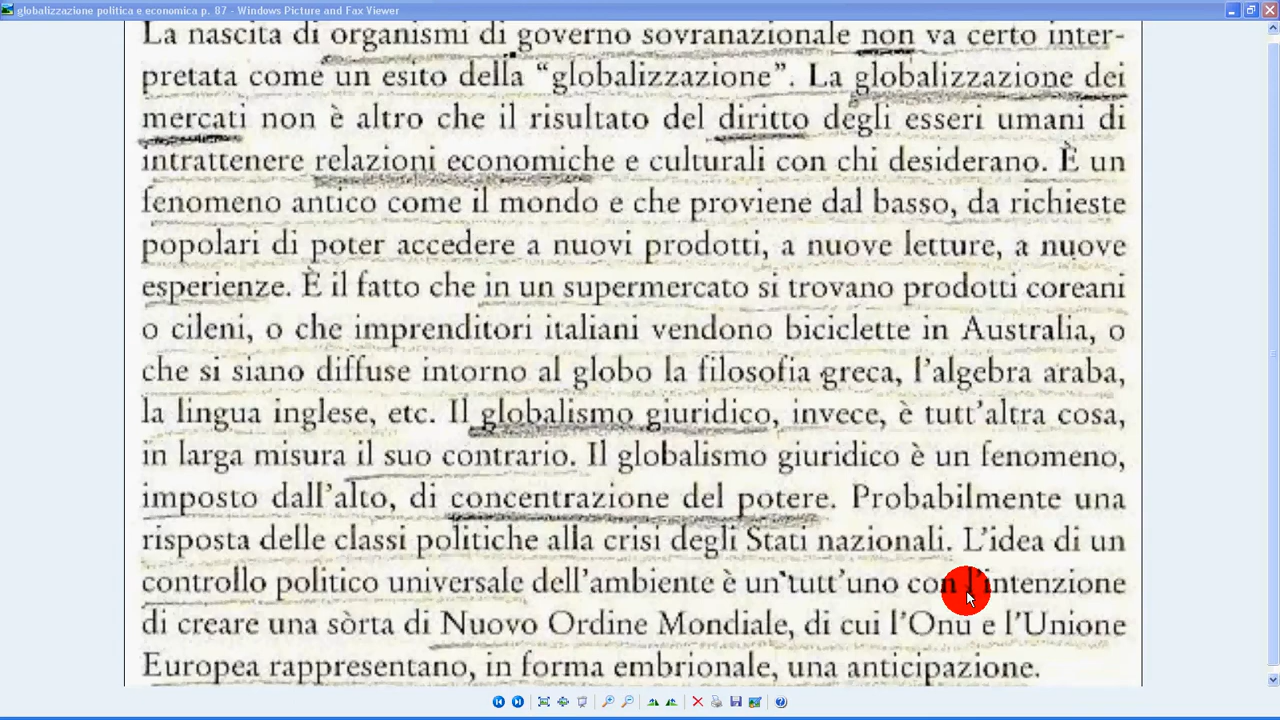 globalizzazione politica e economica p. 87 - Windows Picture and Fax Viewer
La nascita di organismi di governo sovranazionale non va certo inter-
pretata come un esito della “globalizzazione”. La globalizzazione dei
mercati non è altro che il risultato del diritto degli esseri umani di
intrattenere relazioni economiche e culturali con chi desiderano. È un
fenomeno antico come il mondo e che proviene dal basso, da richieste
popolari di poter accedere a nuovi prodotti, a nuove letture, a nuove
esperienze. È il fatto che in un supermercato si trovano prodotti coreani
o cileni, o che imprenditori italiani vendono biciclette in Australia, o
che si siano diffuse intorno al globo la filosofia greca, l’algebra araba,
la lingua inglese, etc. Il globalismo giuridico, invece, è tutt’altra cosa,
in larga misura il suo contrario. Il globalismo giuridico è un fenomeno,
imposto dall’alto, di concentrazione del potere. Probabilmente una
risposta delle classi politiche alla crisi degli Stati nazionali. L’idea di un
controllo politico universale dell’ambiente è un tutt’uno con l’intenzione
di creare una sorta di Nuovo Ordine Mondiale, di cui l’Onu e l’Unione
Europea rappresentano, in forma embrionale, una anticipazione.